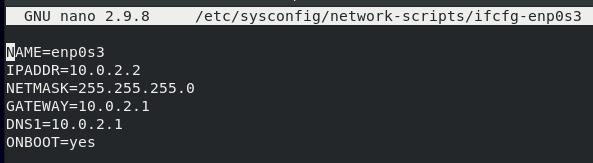 GNU nano 2.9.8 /etc/sysconfig/network-scripts/ifcfg-enp0s3
NAME=enp0s3
IPADDR=10.0.2.2
NETMASK=255.255.255.0
GATEWAY=10.0.2.1
DNS1=10.0.2.1
ONBOOT=yes